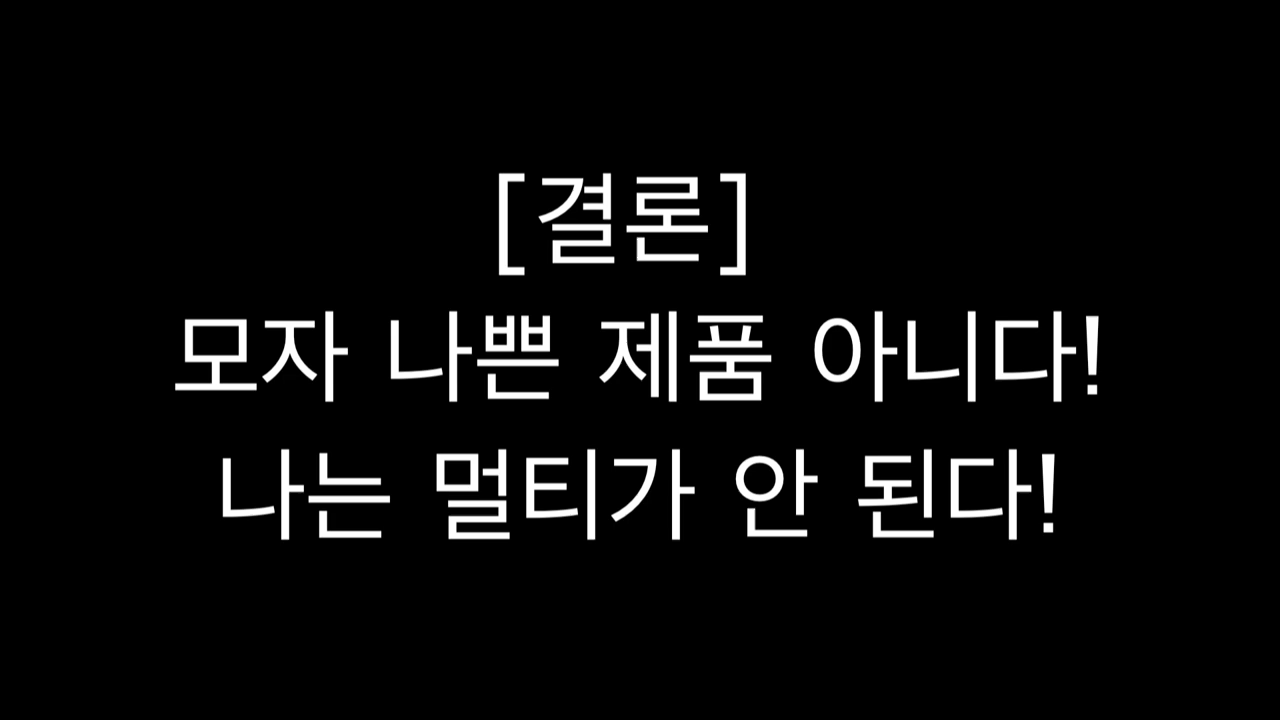 [결론]
모자 나쁜 제품 아니다!
나는 멀티가 안 된다!